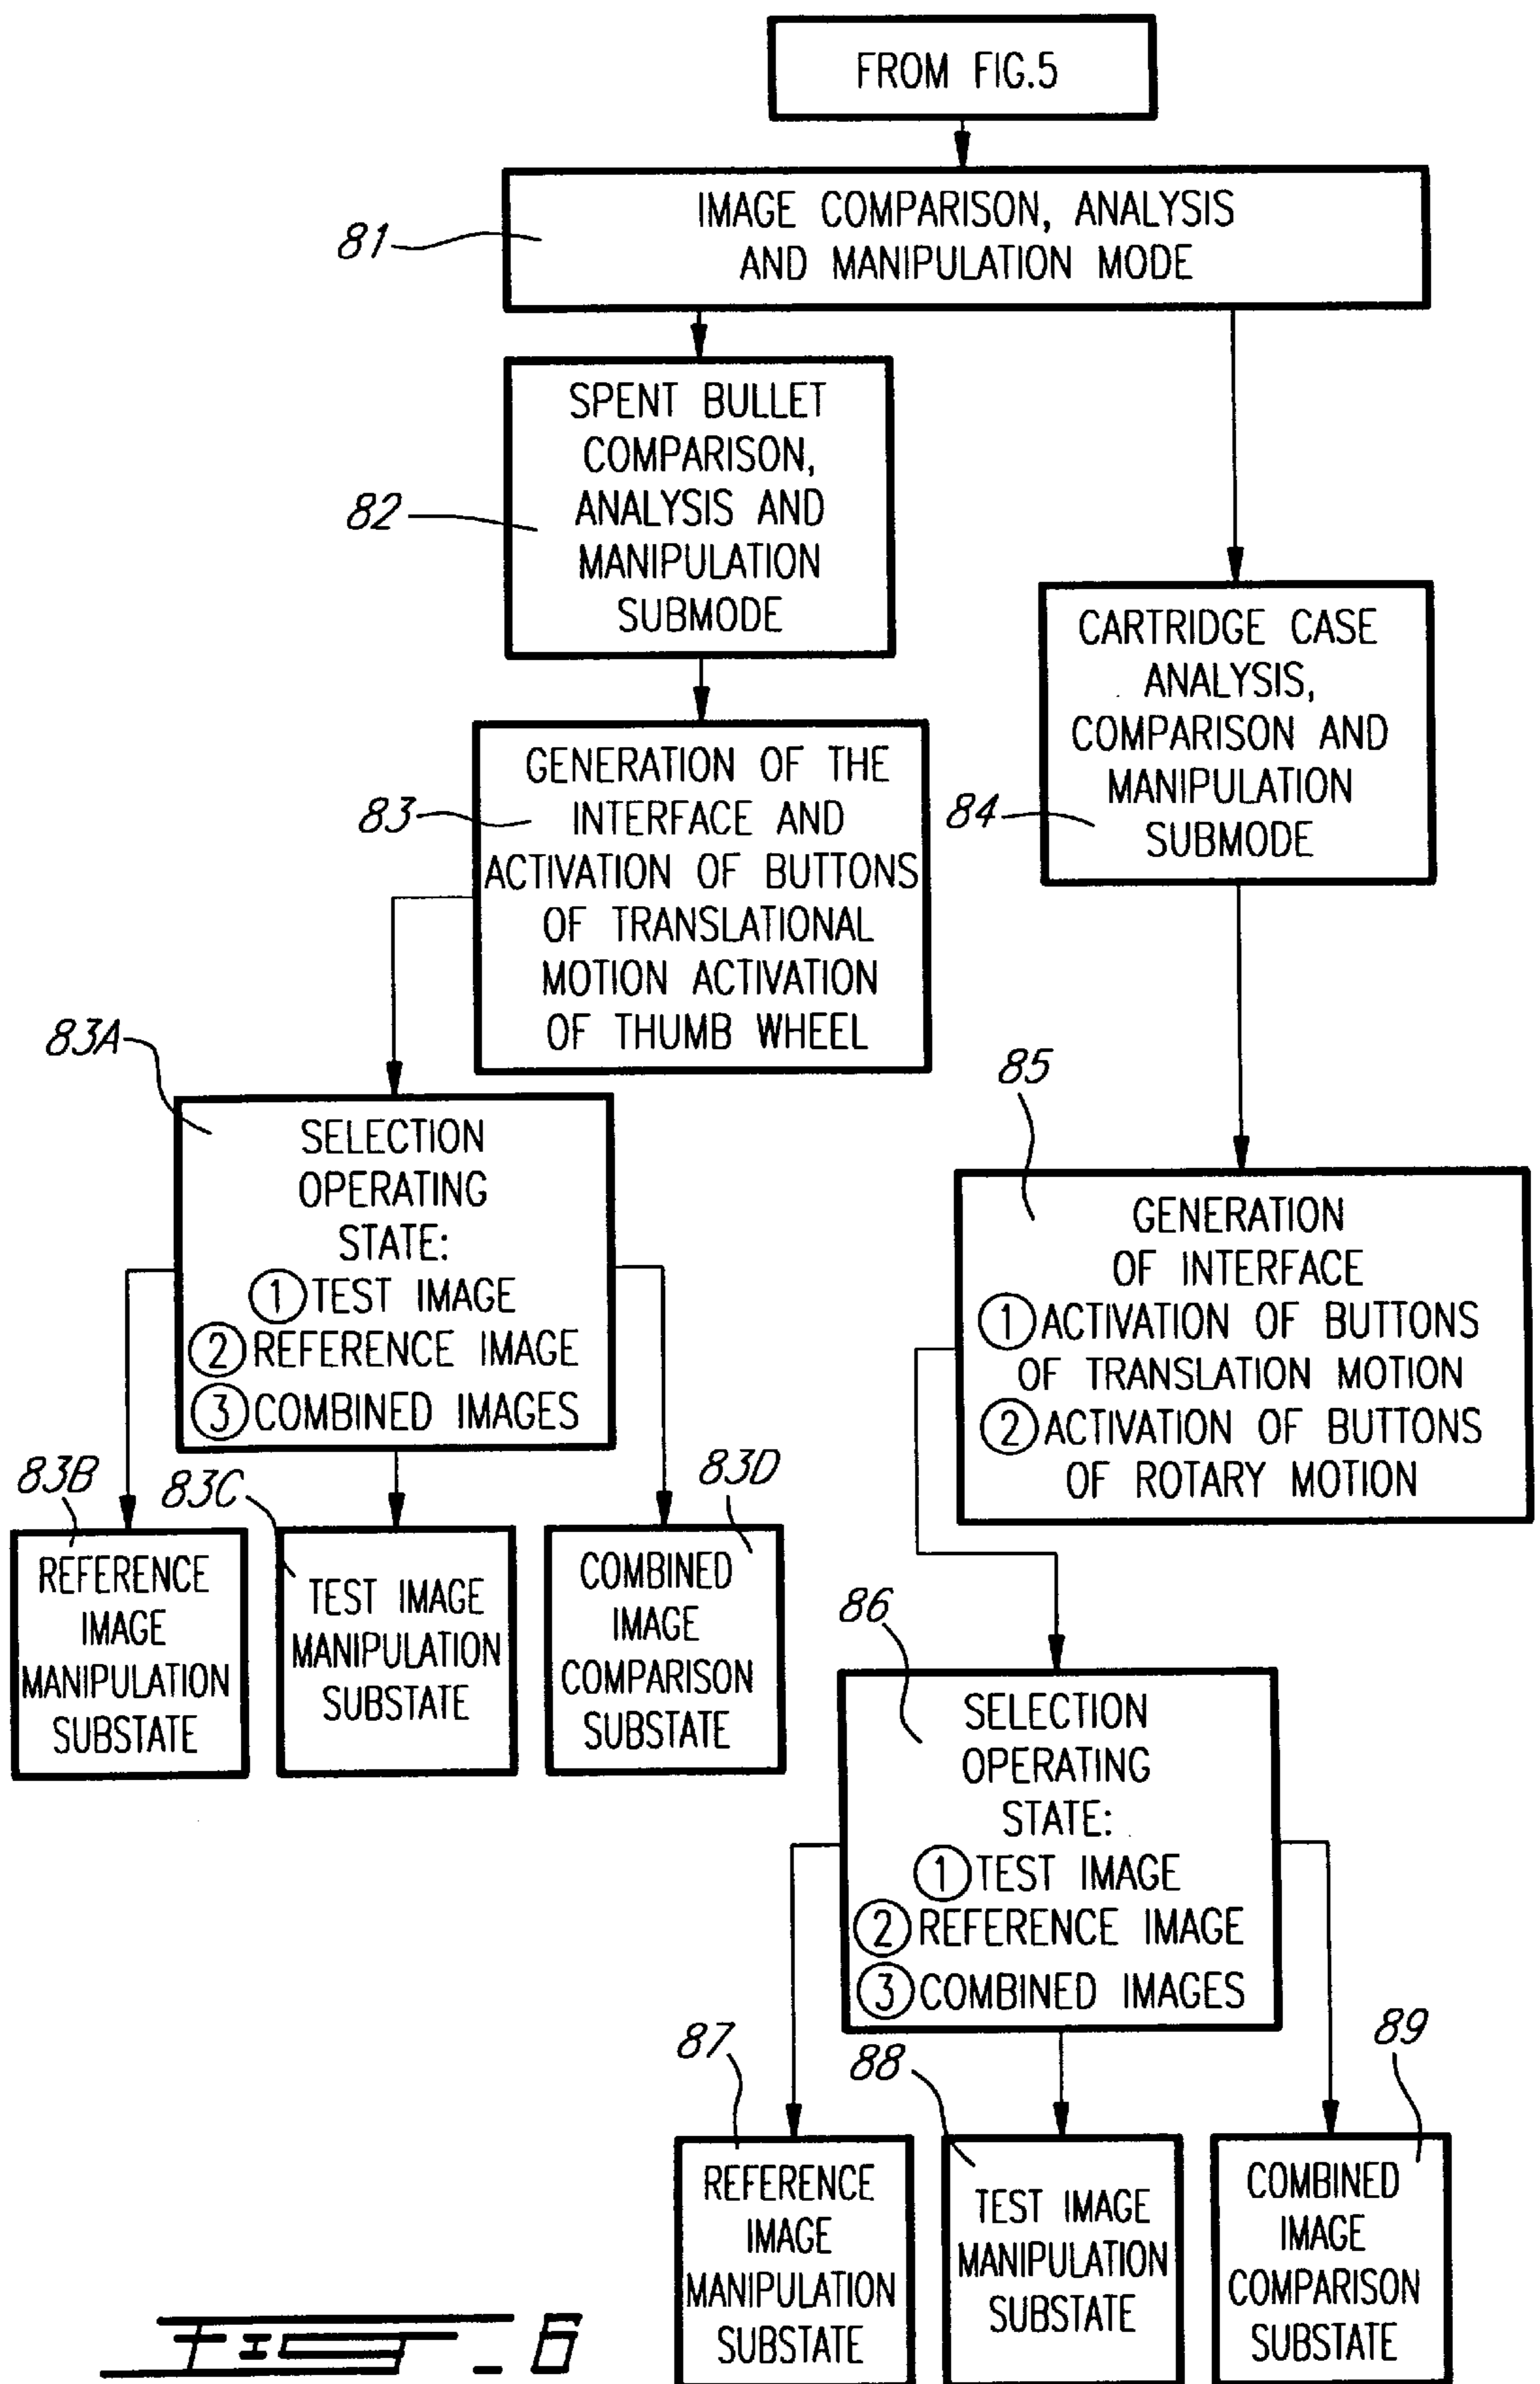 FROM FIG.5
81
IMAGE COMPARISON, ANALYSIS
AND MANIPULATION MODE
82
SPENT BULLET
COMPARISON,
ANALYSIS AND
MANIPULATION
SUBMODE
83
GENERATION OF THE
INTERFACE AND
ACTIVATION OF BUTTONS
OF TRANSLATIONAL
MOTION ACTIVATION
OF THUMB WHEEL
84
CARTRIDGE CASE
ANALYSIS,
COMPARISON AND
MANIPULATION
SUBMODE
83A
SELECTION
OPERATING
STATE:
① TEST IMAGE
② REFERENCE IMAGE
③ COMBINED IMAGES
85
GENERATION
OF INTERFACE
① ACTIVATION OF BUTTONS
OF TRANSLATION MOTION
② ACTIVATION OF BUTTONS
OF ROTARY MOTION
83B
REFERENCE
IMAGE
MANIPULATION
SUBSTATE
83C
TEST IMAGE
MANIPULATION
SUBSTATE
83D
COMBINED
IMAGE
COMPARISON
SUBSTATE
86
SELECTION
OPERATING
STATE:
① TEST IMAGE
② REFERENCE IMAGE
③ COMBINED IMAGES
87
REFERENCE
IMAGE
MANIPULATION
SUBSTATE
88
TEST IMAGE
MANIPULATION
SUBSTATE
89
COMBINED
IMAGE
COMPARISON
SUBSTATE
FIG_6